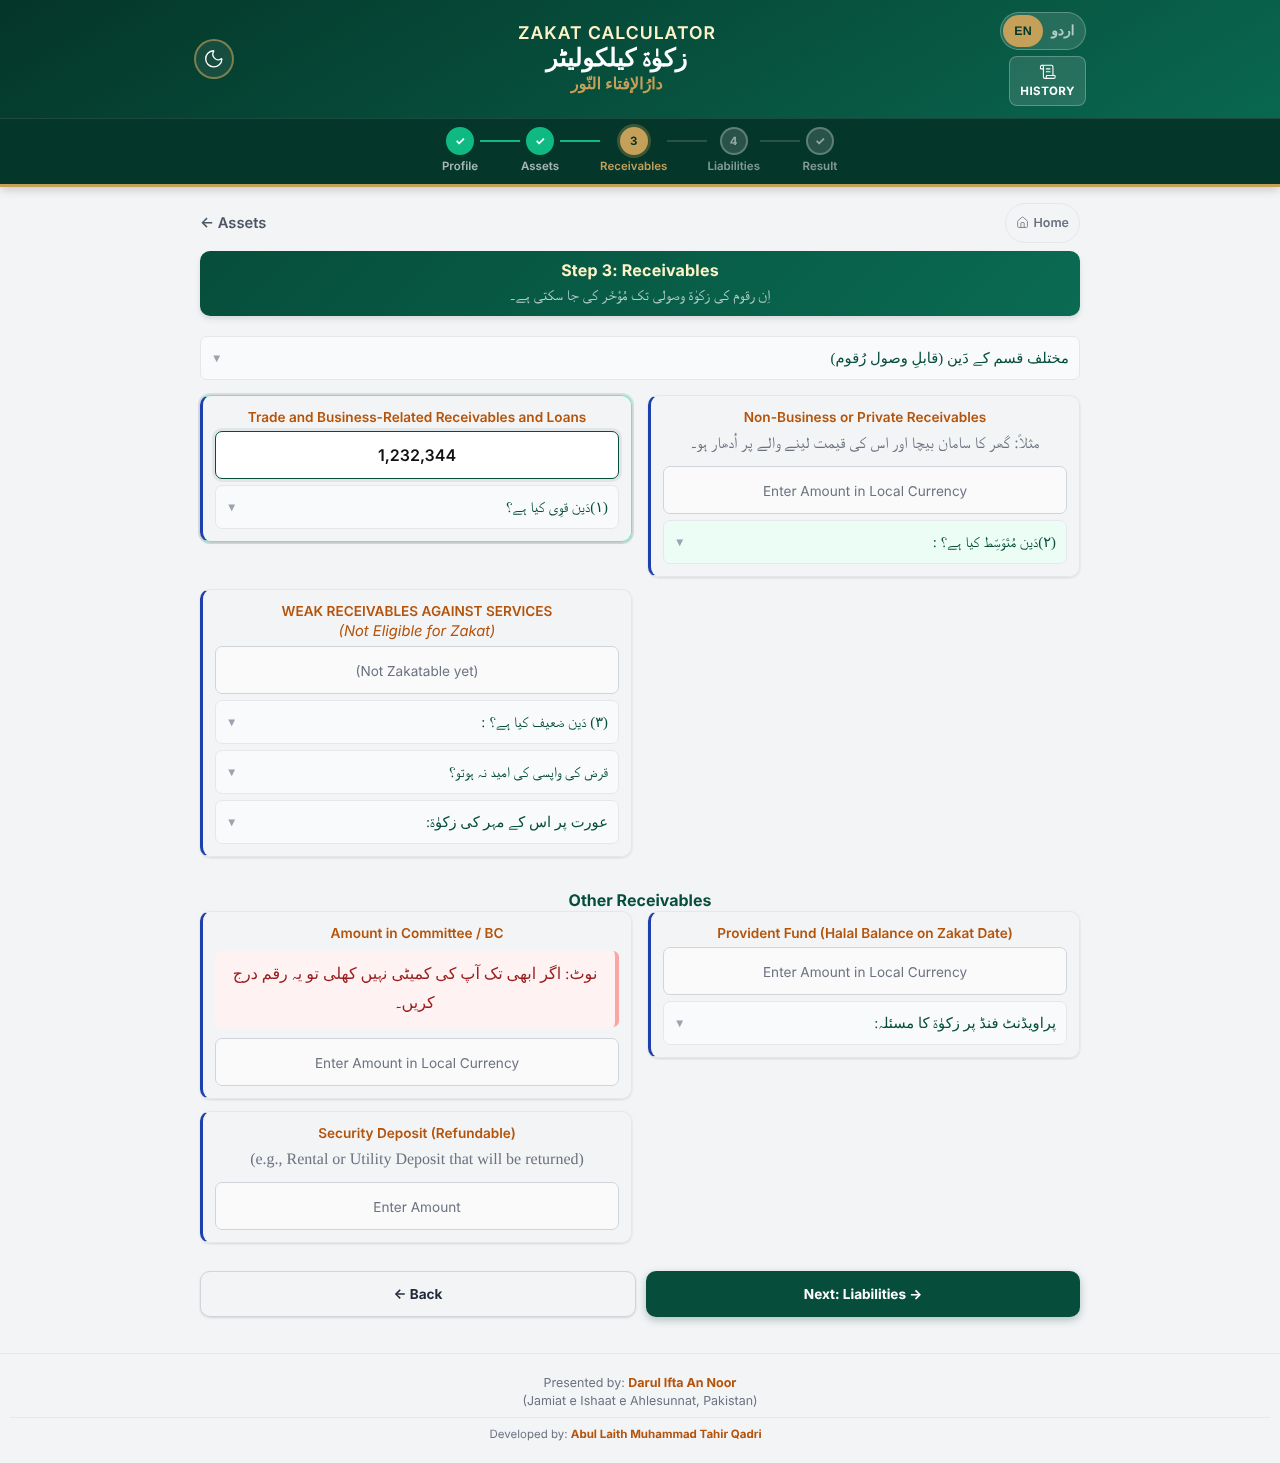 ZAKAT CALCULATOR
زکوٰۃ کیلکولیٹر
دارُالإفتاء النّور
EN
اردو
HISTORY
3
4
Profile
Assets
Receivables
Liabilities
Result
← Assets
Home
Step 3: Receivables
اِن رقوم کی زکوٰۃ وصولی تک مُؤخّر کی جا سکتی ہے۔
مختلف قسم کے دَین (قابلِ وصول رُقوم)
Trade and Business-Related Receivables and Loans
1,232,344
(۱)دَین قوی کیا ہے؟
Non-Business or Private Receivables
مثلاً: گھر کا سامان بیچا اور اس کی قیمت لینے والے پر اُدھار ہو۔
Enter Amount in Local Currency
(۲)دَین مُتَوَسِّط کیا ہے؟ :
WEAK RECEIVABLES AGAINST SERVICES
(Not Eligible for Zakat)
(Not Zakatable yet)
(۳) دَین ضعیف کیا ہے؟ :
قرض کی واپسی کی امید نہ ہوتو؟
عورت پر اس کے مہر کی زکوٰۃ:
Other Receivables
Amount in Committee / BC
نوٹ: اگر ابھی تک آپ کی کمیٹی نہیں کھلی تو یہ رقم درج
کریں۔
Enter Amount in Local Currency
Provident Fund (Halal Balance on Zakat Date)
Enter Amount in Local Currency
پراویڈنٹ فنڈ پر زکوٰۃ کا مسئلہ:
Security Deposit (Refundable)
(e.g., Rental or Utility Deposit that will be returned)
Enter Amount
← Back
Next: Liabilities →
Presented by: Darul Ifta An Noor
(Jamiat e Ishaat e Ahlesunnat, Pakistan)
Developed by: Abul Laith Muhammad Tahir Qadri